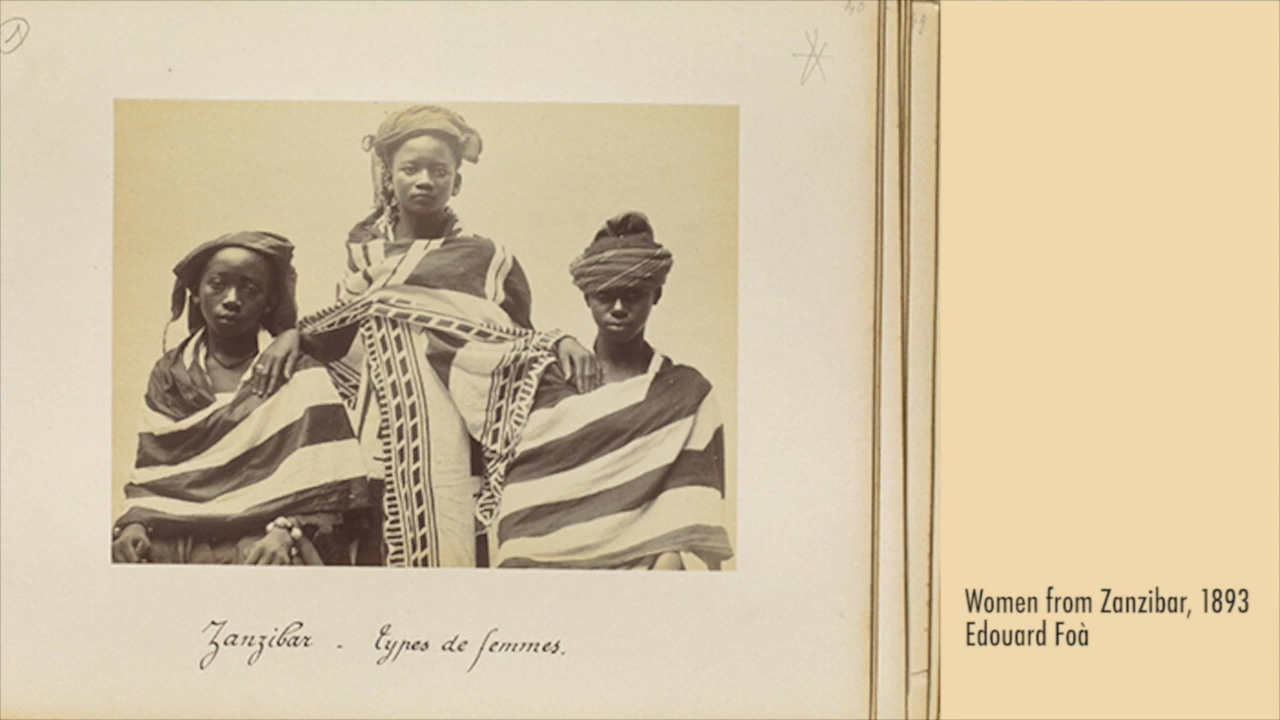 Zanzibar - types de femmes.
Women from Zanzibar, 1893
Edouard Foà